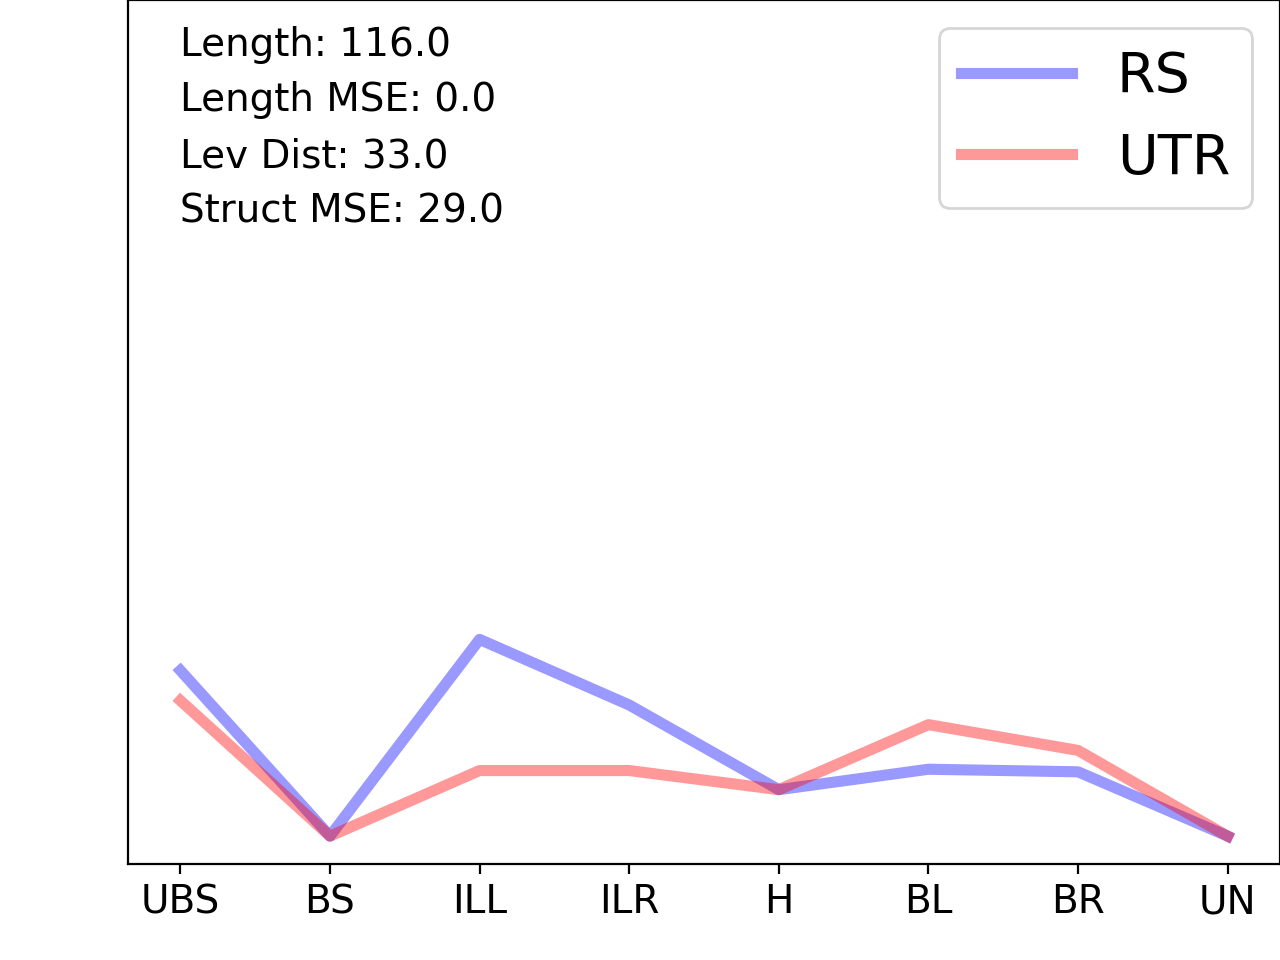 Length: 116.0
Length MSE: 0.0
Lev Dist: 33.0
Struct MSE: 29.0
RS
UTR
UBS BS ILL ILR H BL BR UN